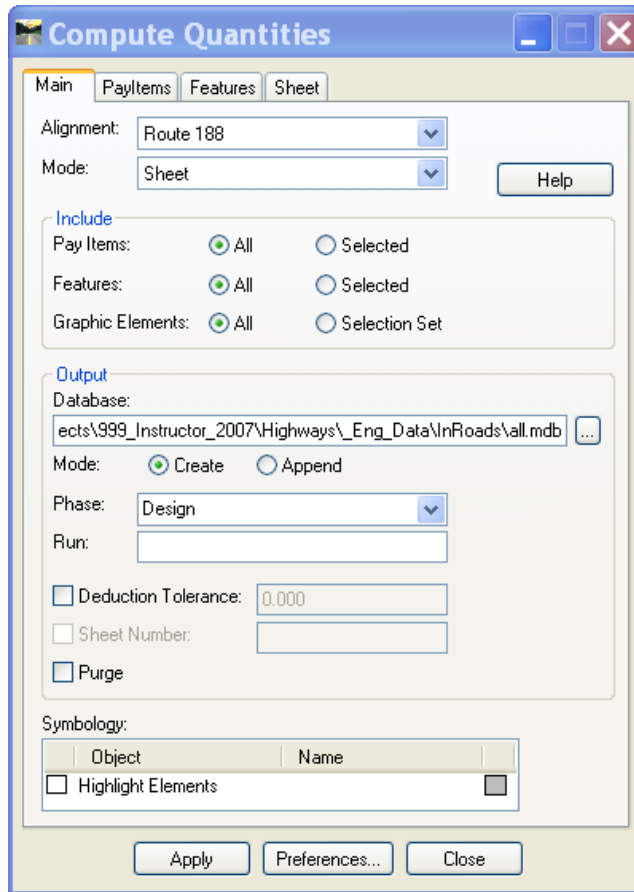 Compute Quantities
Main PayItems Features Sheet
Alignment: Route 188
Mode: Sheet
Help
Include
Pay Items: All Selected
Features: All Selected
Graphic Elements: All Selection Set
Output
Database:
ects\999_Instructor_2007\Highways\_Eng_Data\InRoads\all.mdb ...
Mode: Create Append
Phase: Design
Run:
Deduction Tolerance: 0.000
Sheet Number:
Purge
Symbology:
Object Name
Highlight Elements
Apply Preferences... Close